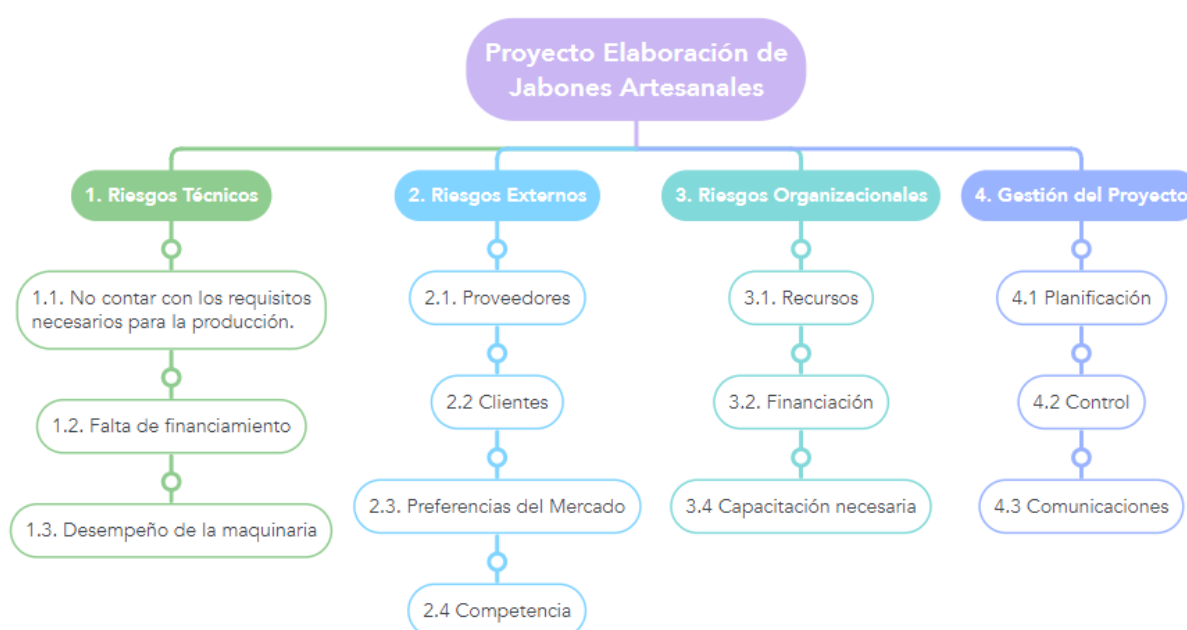 Proyecto Elaboración de
Jabones Artesanales
1. Riesgos Técnicos
2. Riesgos Externos
3. Riesgos Organizacionales
4. Gestión del Proyecto
1.1. No contar con los requisitos
necesarios para la producción.
1.2. Falta de financiamiento
1.3. Desempeño de la maquinaria
2.1. Proveedores
2.2 Clientes
2.3. Preferencias del Mercado
2.4 Competencia
3.1. Recursos
3.2. Financiación
3.4 Capacitación necesaria
4.1 Planificación
4.2 Control
4.3 Comunicaciones